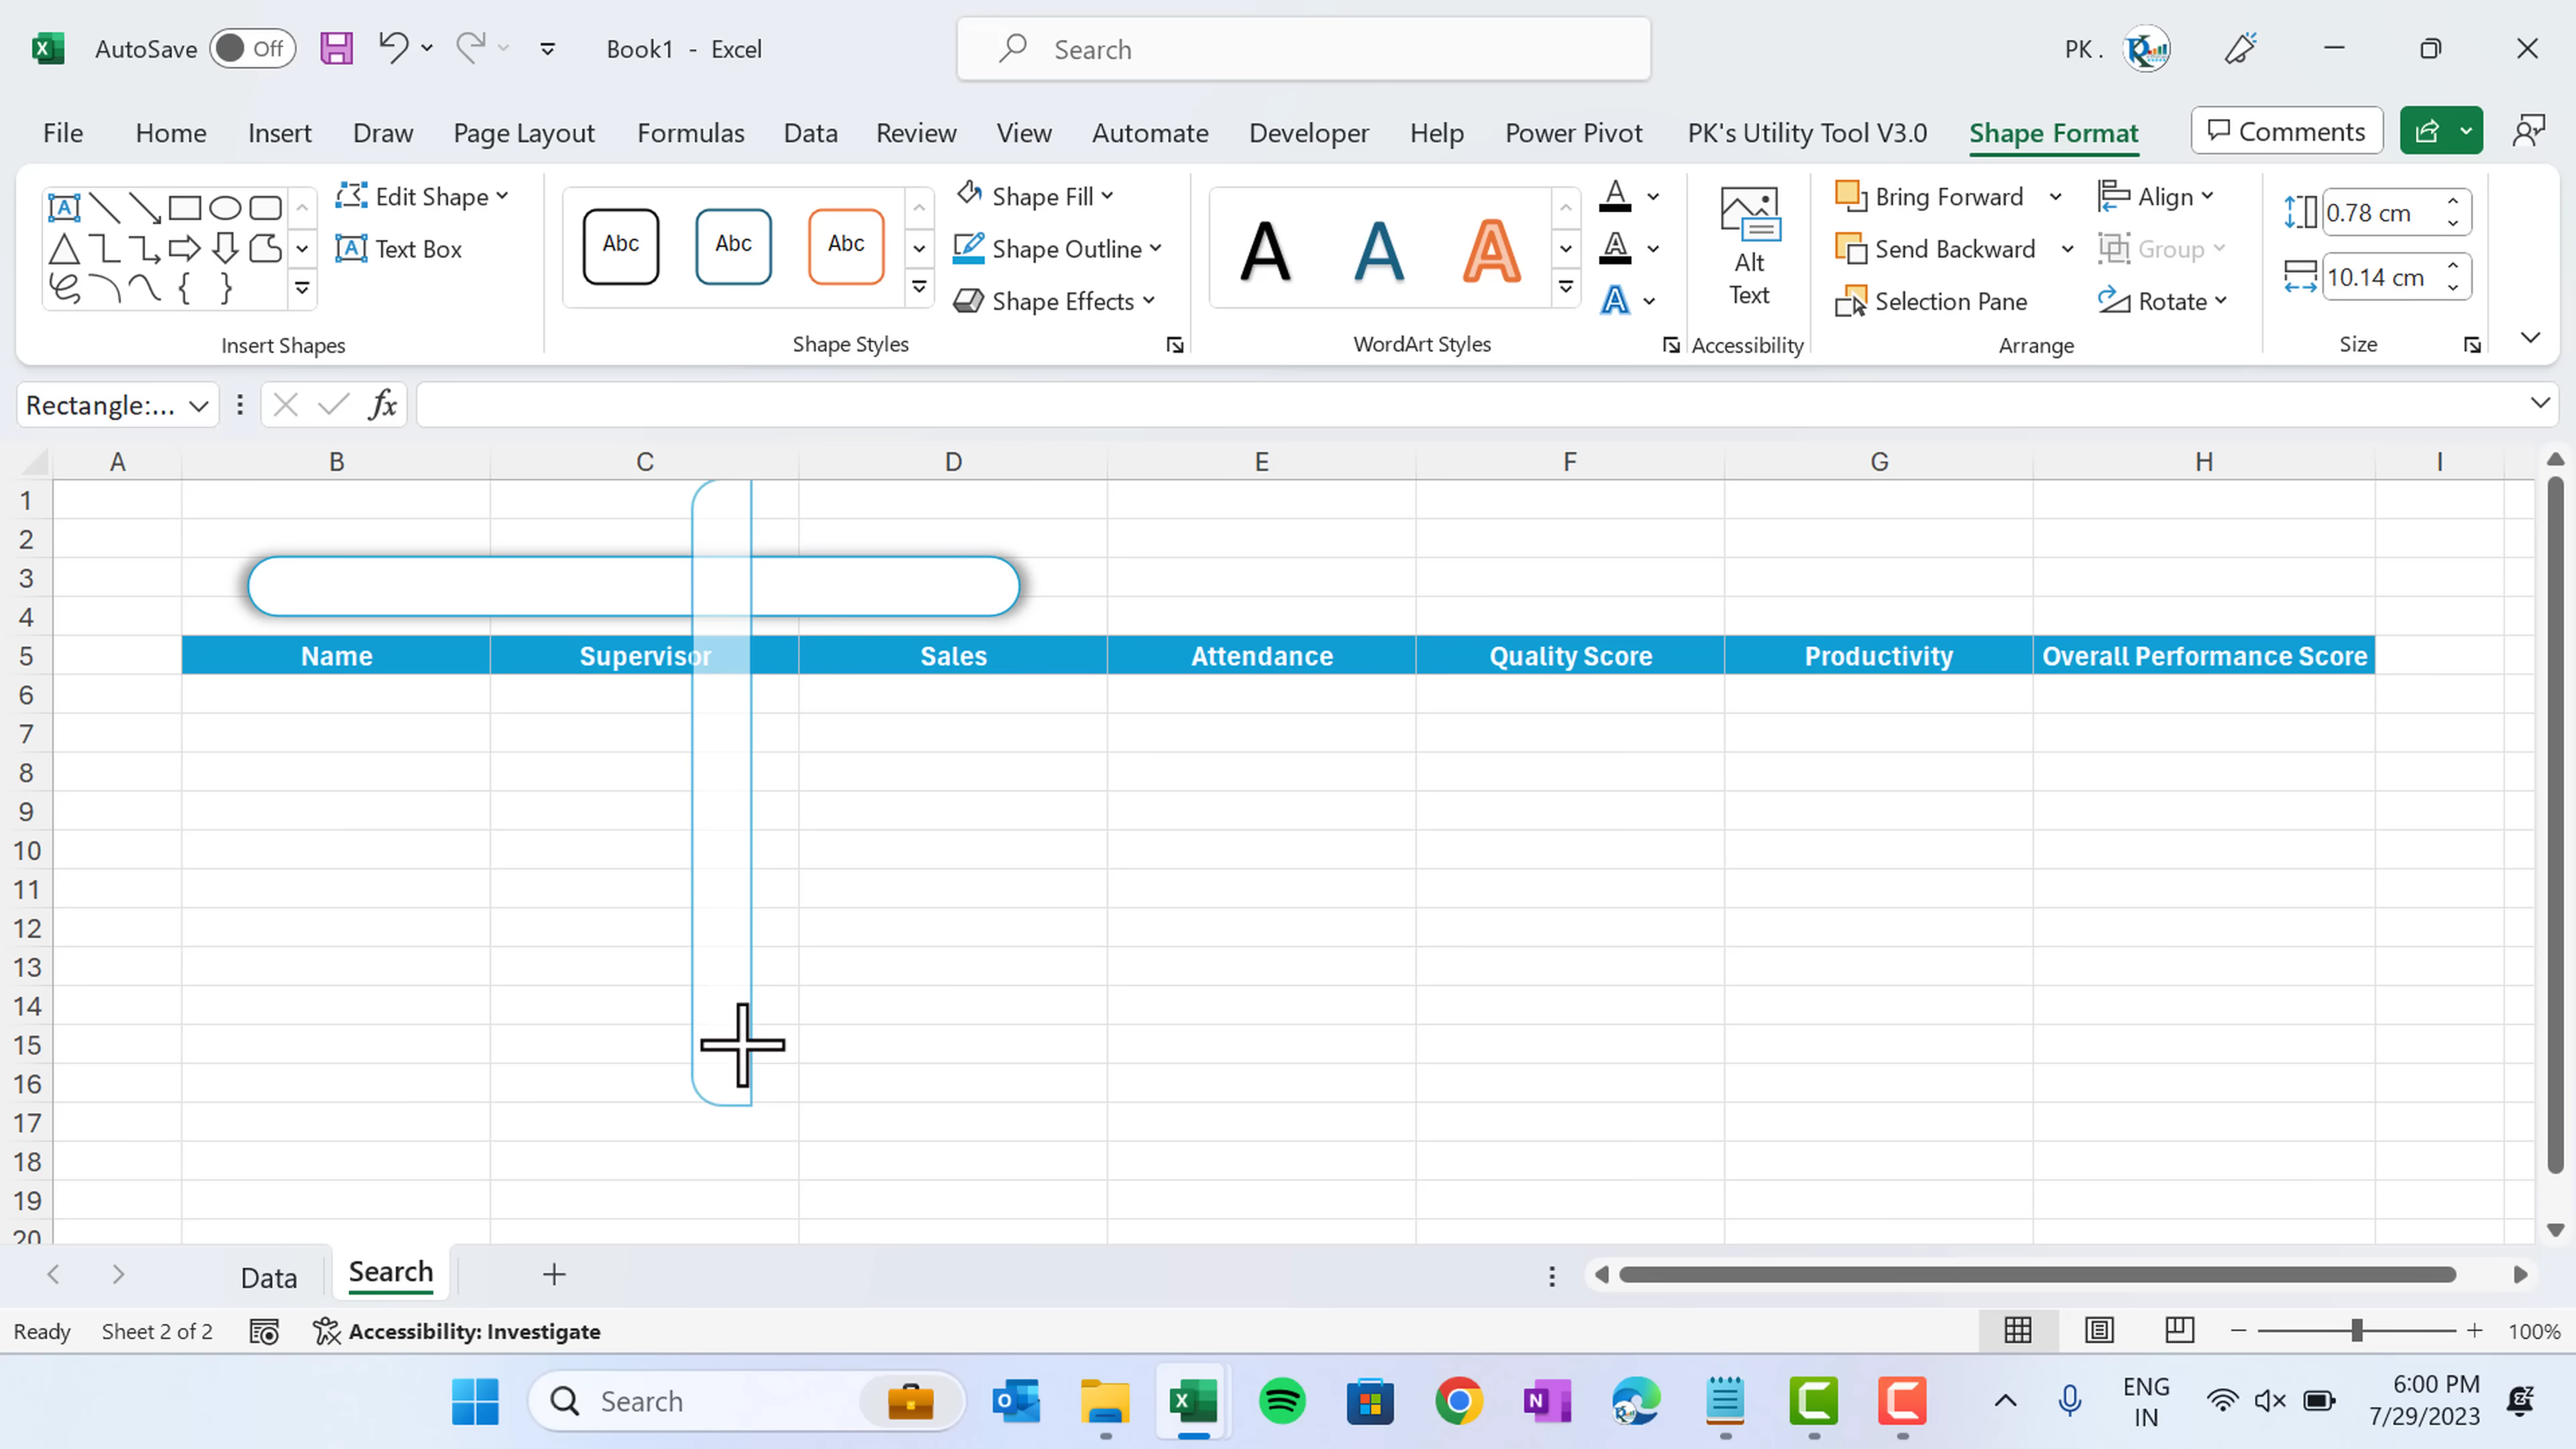 AutoSave Off Book1 - Excel Search PK .
File Home Insert Draw Page Layout Formulas Data Review View Automate Developer Help Power Pivot PK's Utility Tool V3.0 Shape Format Comments
A Edit Shape Abc Abc Abc Shape Fill A A A A Bring Forward Align 0.78 cm
A Text Box Shape Outline A Alt Text Send Backward Group 10.14 cm
Shape Effects A Selection Pane Rotate
Insert Shapes Shape Styles WordArt Styles Accessibility Arrange Size
Rectangle:... fx
A B C D E F G H I
1
2
3
4
5 Name Supervisor Sales Attendance Quality Score Productivity Overall Performance Score
6
7
8
9
10
11
12
13
14
15
16
17
18
19
20
Data Search
Ready Sheet 2 of 2 Accessibility: Investigate 100%
Search ENG 6:00 PM
IN 7/29/2023